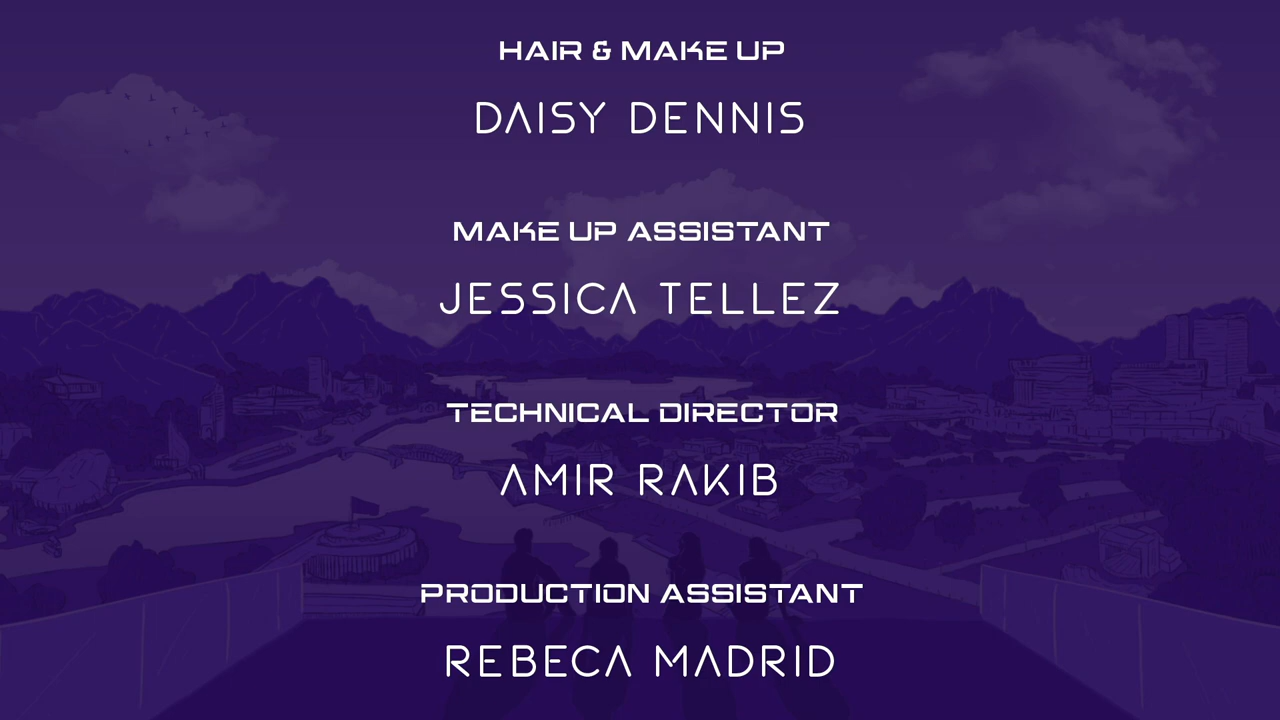 HAIR & MAKE UP
DAISY DENNIS
MAKE UP ASSISTANT
JESSICA TELLEZ
TECHNICAL DIRECTOR
AMIR RAKIB
PRODUCTION ASSISTANT
REBECA MADRID